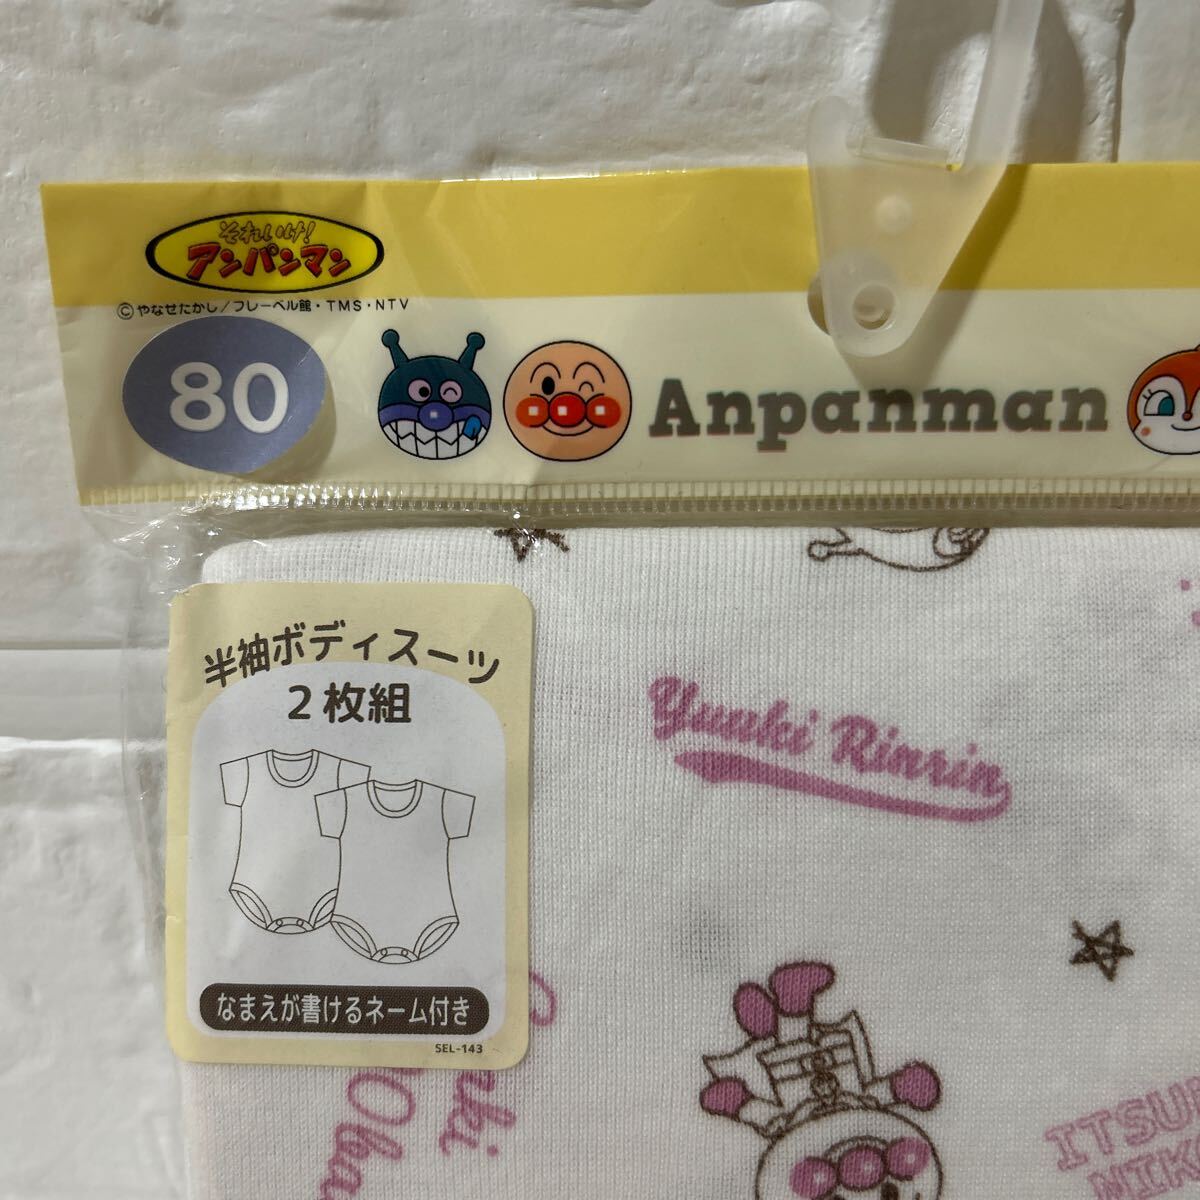 それいけ!
アンパンマン
©やなせたかし/フレーベル館・TMS・NTV
80
Anpanman
半袖ボディスーツ
2枚組
なまえが書けるネーム付き
SEL-143
Yuuki Rinrin
ITSU
NIK